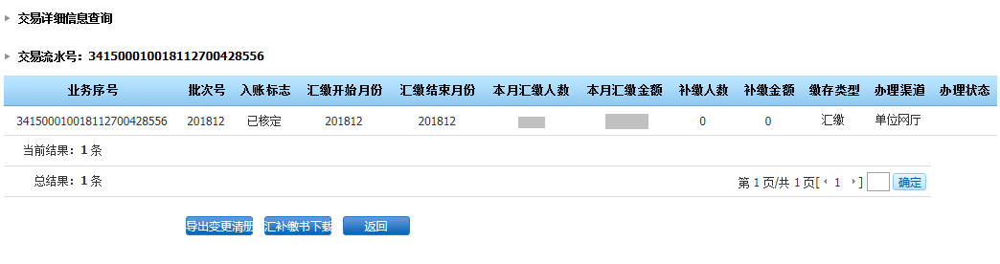 交易详细信息查询
交易流水号：341500010018112700428556
业务序号 批次号 入账标志 汇缴开始月份 汇缴结束月份 本月汇缴人数 本月汇缴金额 补缴人数 补缴金额 缴存类型 办理渠道 办理状态
341500010018112700428556 201812 已核定 201812 201812 0 0 汇缴 单位网厅
当前结果：1 条
总结果：1 条 第 1 页/共 1 页[ 1 ] 确定
导出变更清册 汇补缴书下载 返回